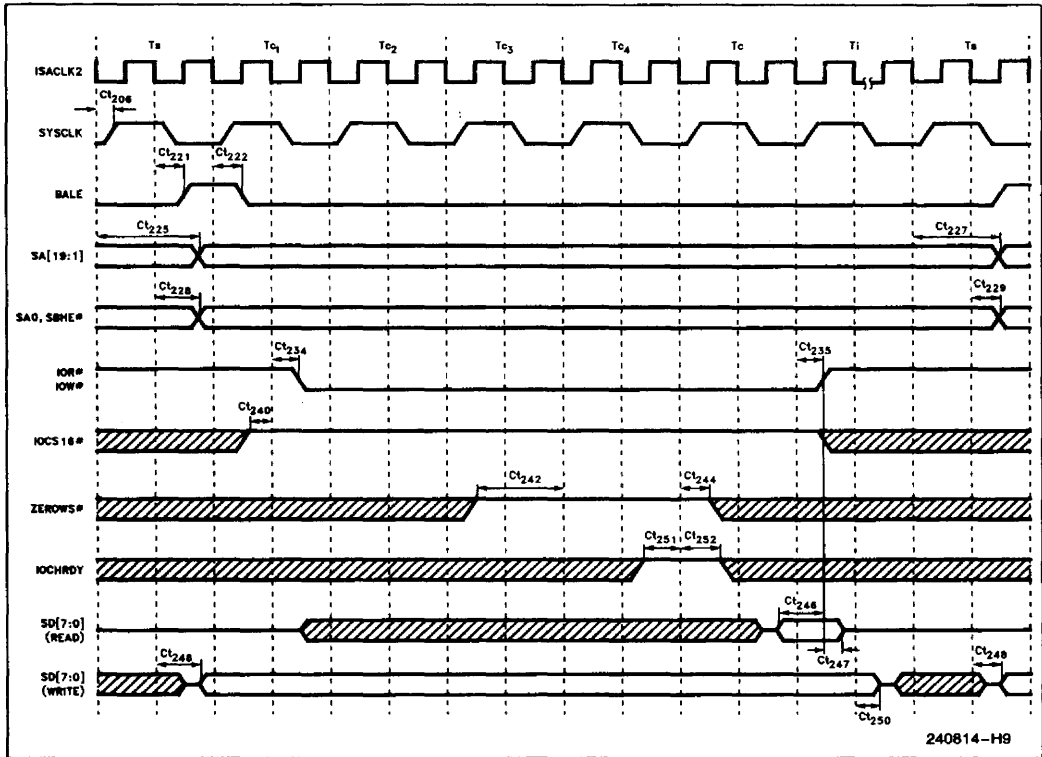 Ts Tc1 Tc2 Tc3 Tc4 Tc Ti Ts
ISACLK2
Ct206
SYSCLK
Ct221 Ct222
BALE
Ct225 Ct227
SA[19:1]
Ct228 Ct229
SA0, SBHE#
Ct234 Ct235
IOR#
IOW#
Ct240
IOCS16#
Ct242 Ct244
ZEROWS#
Ct251 Ct252
IOCHRDY
Ct246
SD[7:0]
(READ)
Ct247
Ct248 Ct248
SD[7:0]
(WRITE)
Ct250
240814-H9